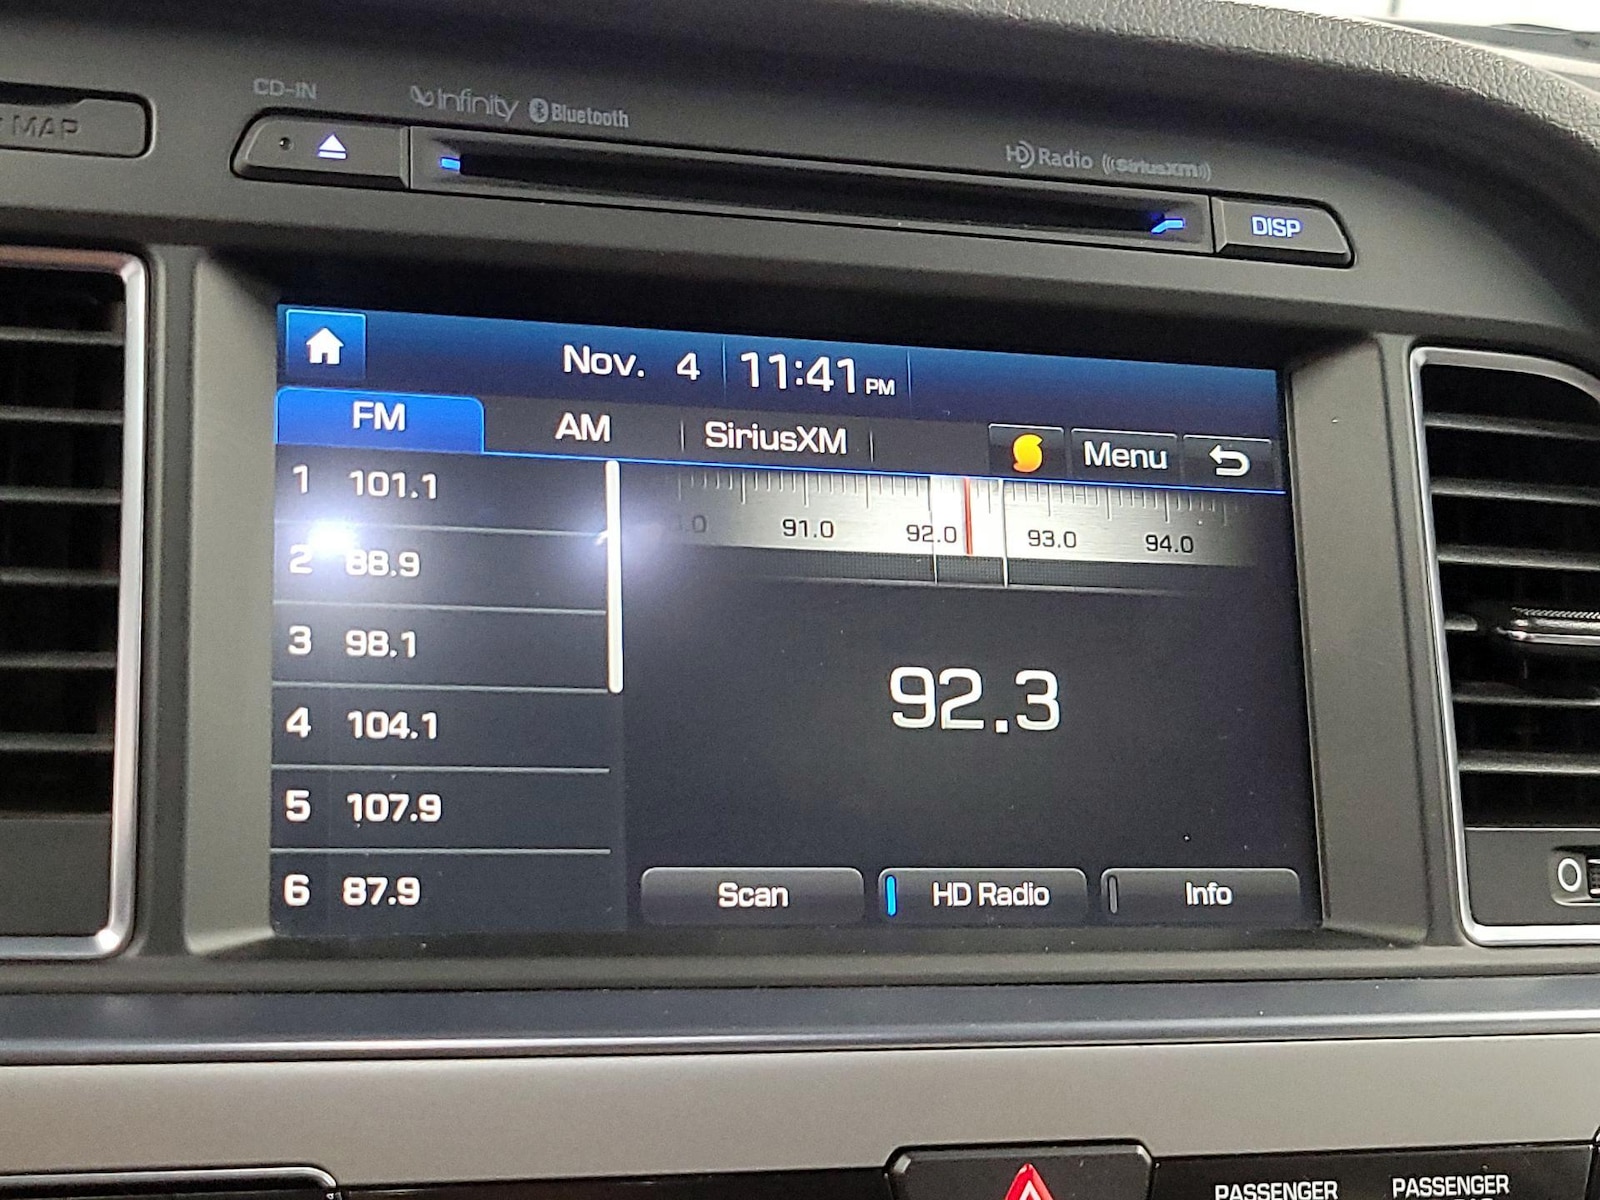 CD-IN
Infinity Bluetooth
HD Radio ((SiriusXM))
MAP
DISP
Nov. 4 11:41 PM
FM AM SiriusXM Menu
1 101.1
2 88.9
3 98.1
4 104.1
5 107.9
6 87.9
91.0 92.0 93.0 94.0
92.3
Scan HD Radio Info
PASSENGER PASSENGER